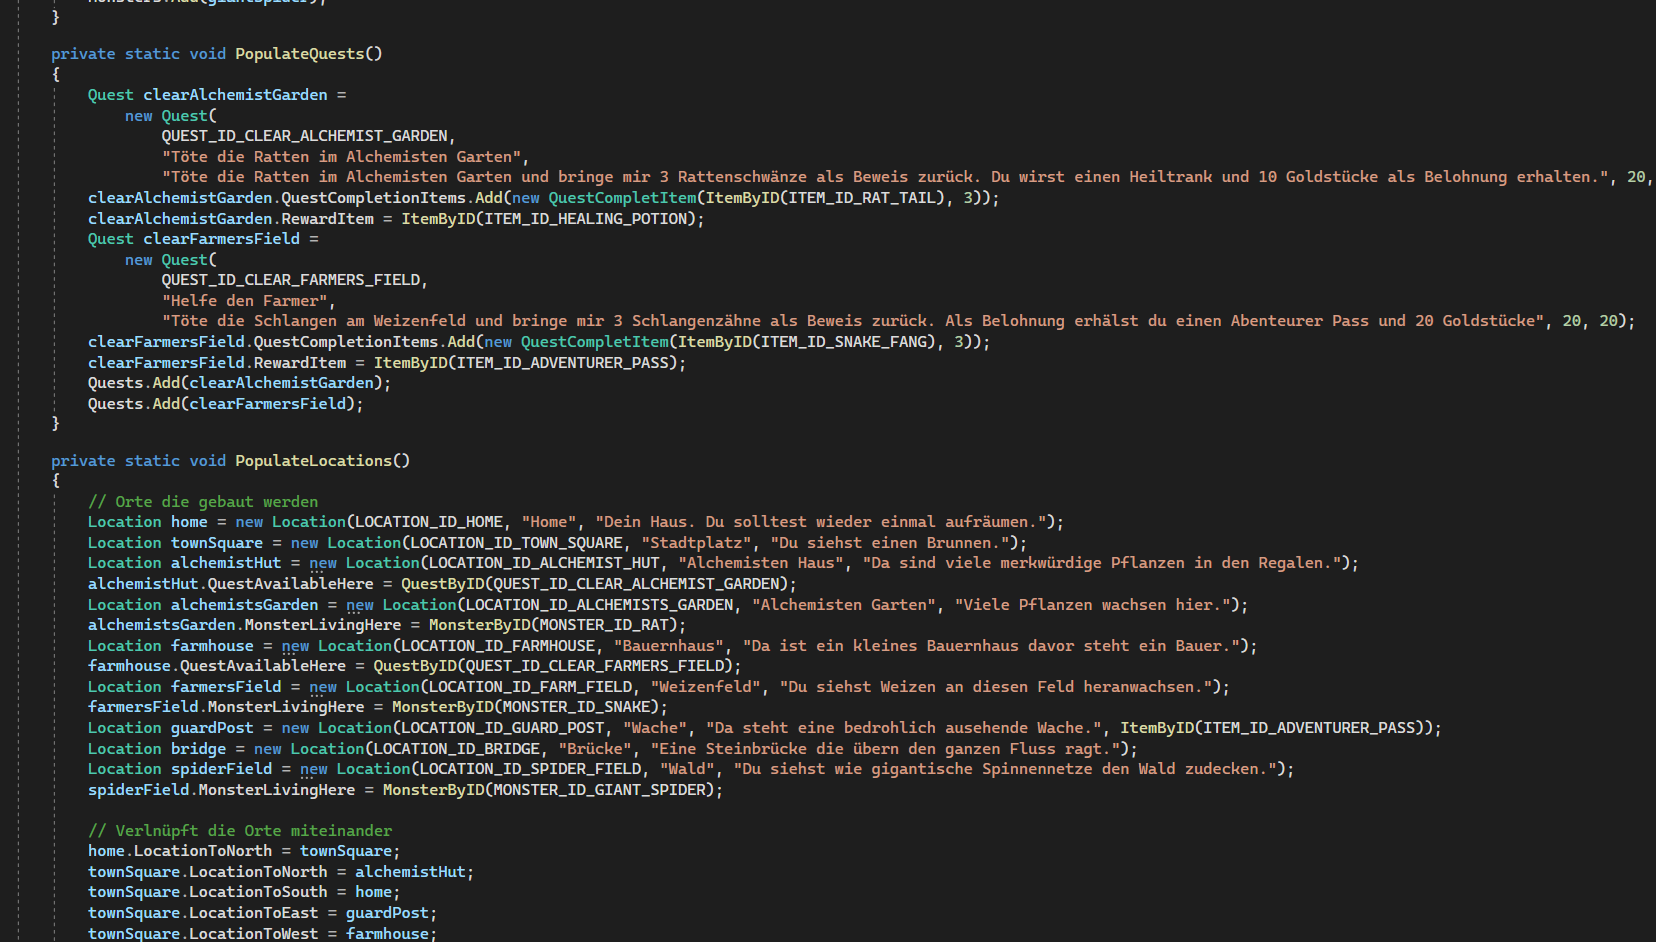 }
private static void PopulateQuests()
{
Quest clearAlchemistGarden =
new Quest(
QUEST_ID_CLEAR_ALCHEMIST_GARDEN,
"Töte die Ratten im Alchemisten Garten",
"Töte die Ratten im Alchemisten Garten und bringe mir 3 Rattenschwänze als Beweis zurück. Du wirst einen Heiltrank und 10 Goldstücke als Belohnung erhalten.", 20,
clearAlchemistGarden.QuestCompletionItems.Add(new QuestCompletItem(ItemByID(ITEM_ID_RAT_TAIL), 3));
clearAlchemistGarden.RewardItem = ItemByID(ITEM_ID_HEALING_POTION);
Quest clearFarmersField =
new Quest(
QUEST_ID_CLEAR_FARMERS_FIELD,
"Helfe den Farmer",
"Töte die Schlangen am Weizenfeld und bringe mir 3 Schlangenzähne als Beweis zurück. Als Belohnung erhälst du einen Abenteurer Pass und 20 Goldstücke", 20, 20);
clearFarmersField.QuestCompletionItems.Add(new QuestCompletItem(ItemByID(ITEM_ID_SNAKE_FANG), 3));
clearFarmersField.RewardItem = ItemByID(ITEM_ID_ADVENTURER_PASS);
Quests.Add(clearAlchemistGarden);
Quests.Add(clearFarmersField);
}
private static void PopulateLocations()
{
// Orte die gebaut werden
Location home = new Location(LOCATION_ID_HOME, "Home", "Dein Haus. Du solltest wieder einmal aufräumen.");
Location townSquare = new Location(LOCATION_ID_TOWN_SQUARE, "Stadtplatz", "Du siehst einen Brunnen.");
Location alchemistHut = new Location(LOCATION_ID_ALCHEMIST_HUT, "Alchemisten Haus", "Da sind viele merkwürdige Pflanzen in den Regalen.");
alchemistHut.QuestAvailableHere = QuestByID(QUEST_ID_CLEAR_ALCHEMIST_GARDEN);
Location alchemistsGarden = new Location(LOCATION_ID_ALCHEMISTS_GARDEN, "Alchemisten Garten", "Viele Pflanzen wachsen hier.");
alchemistsGarden.MonsterLivingHere = MonsterByID(MONSTER_ID_RAT);
Location farmhouse = new Location(LOCATION_ID_FARMHOUSE, "Bauernhaus", "Da ist ein kleines Bauernhaus davor steht ein Bauer.");
farmhouse.QuestAvailableHere = QuestByID(QUEST_ID_CLEAR_FARMERS_FIELD);
Location farmersField = new Location(LOCATION_ID_FARM_FIELD, "Weizenfeld", "Du siehst Weizen an diesen Feld heranwachsen.");
farmersField.MonsterLivingHere = MonsterByID(MONSTER_ID_SNAKE);
Location guardPost = new Location(LOCATION_ID_GUARD_POST, "Wache", "Da steht eine bedrohlich ausehende Wache.", ItemByID(ITEM_ID_ADVENTURER_PASS));
Location bridge = new Location(LOCATION_ID_BRIDGE, "Brücke", "Eine Steinbrücke die übern den ganzen Fluss ragt.");
Location spiderField = new Location(LOCATION_ID_SPIDER_FIELD, "Wald", "Du siehst wie gigantische Spinnennetze den Wald zudecken.");
spiderField.MonsterLivingHere = MonsterByID(MONSTER_ID_GIANT_SPIDER);
// Verlnüpft die Orte miteinander
home.LocationToNorth = townSquare;
townSquare.LocationToNorth = alchemistHut;
townSquare.LocationToSouth = home;
townSquare.LocationToEast = guardPost;
townSquare.LocationToWest = farmhouse;